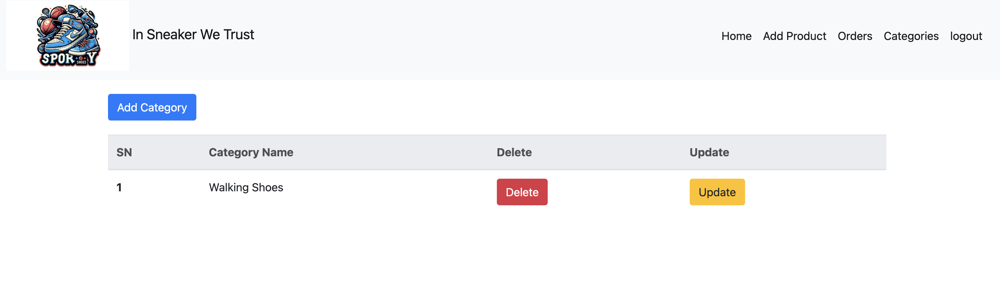 SPOR
SHOES
Y
In Sneaker We Trust
Home Add Product Orders Categories logout
Add Category
SN Category Name Delete Update
1 Walking Shoes Delete Update